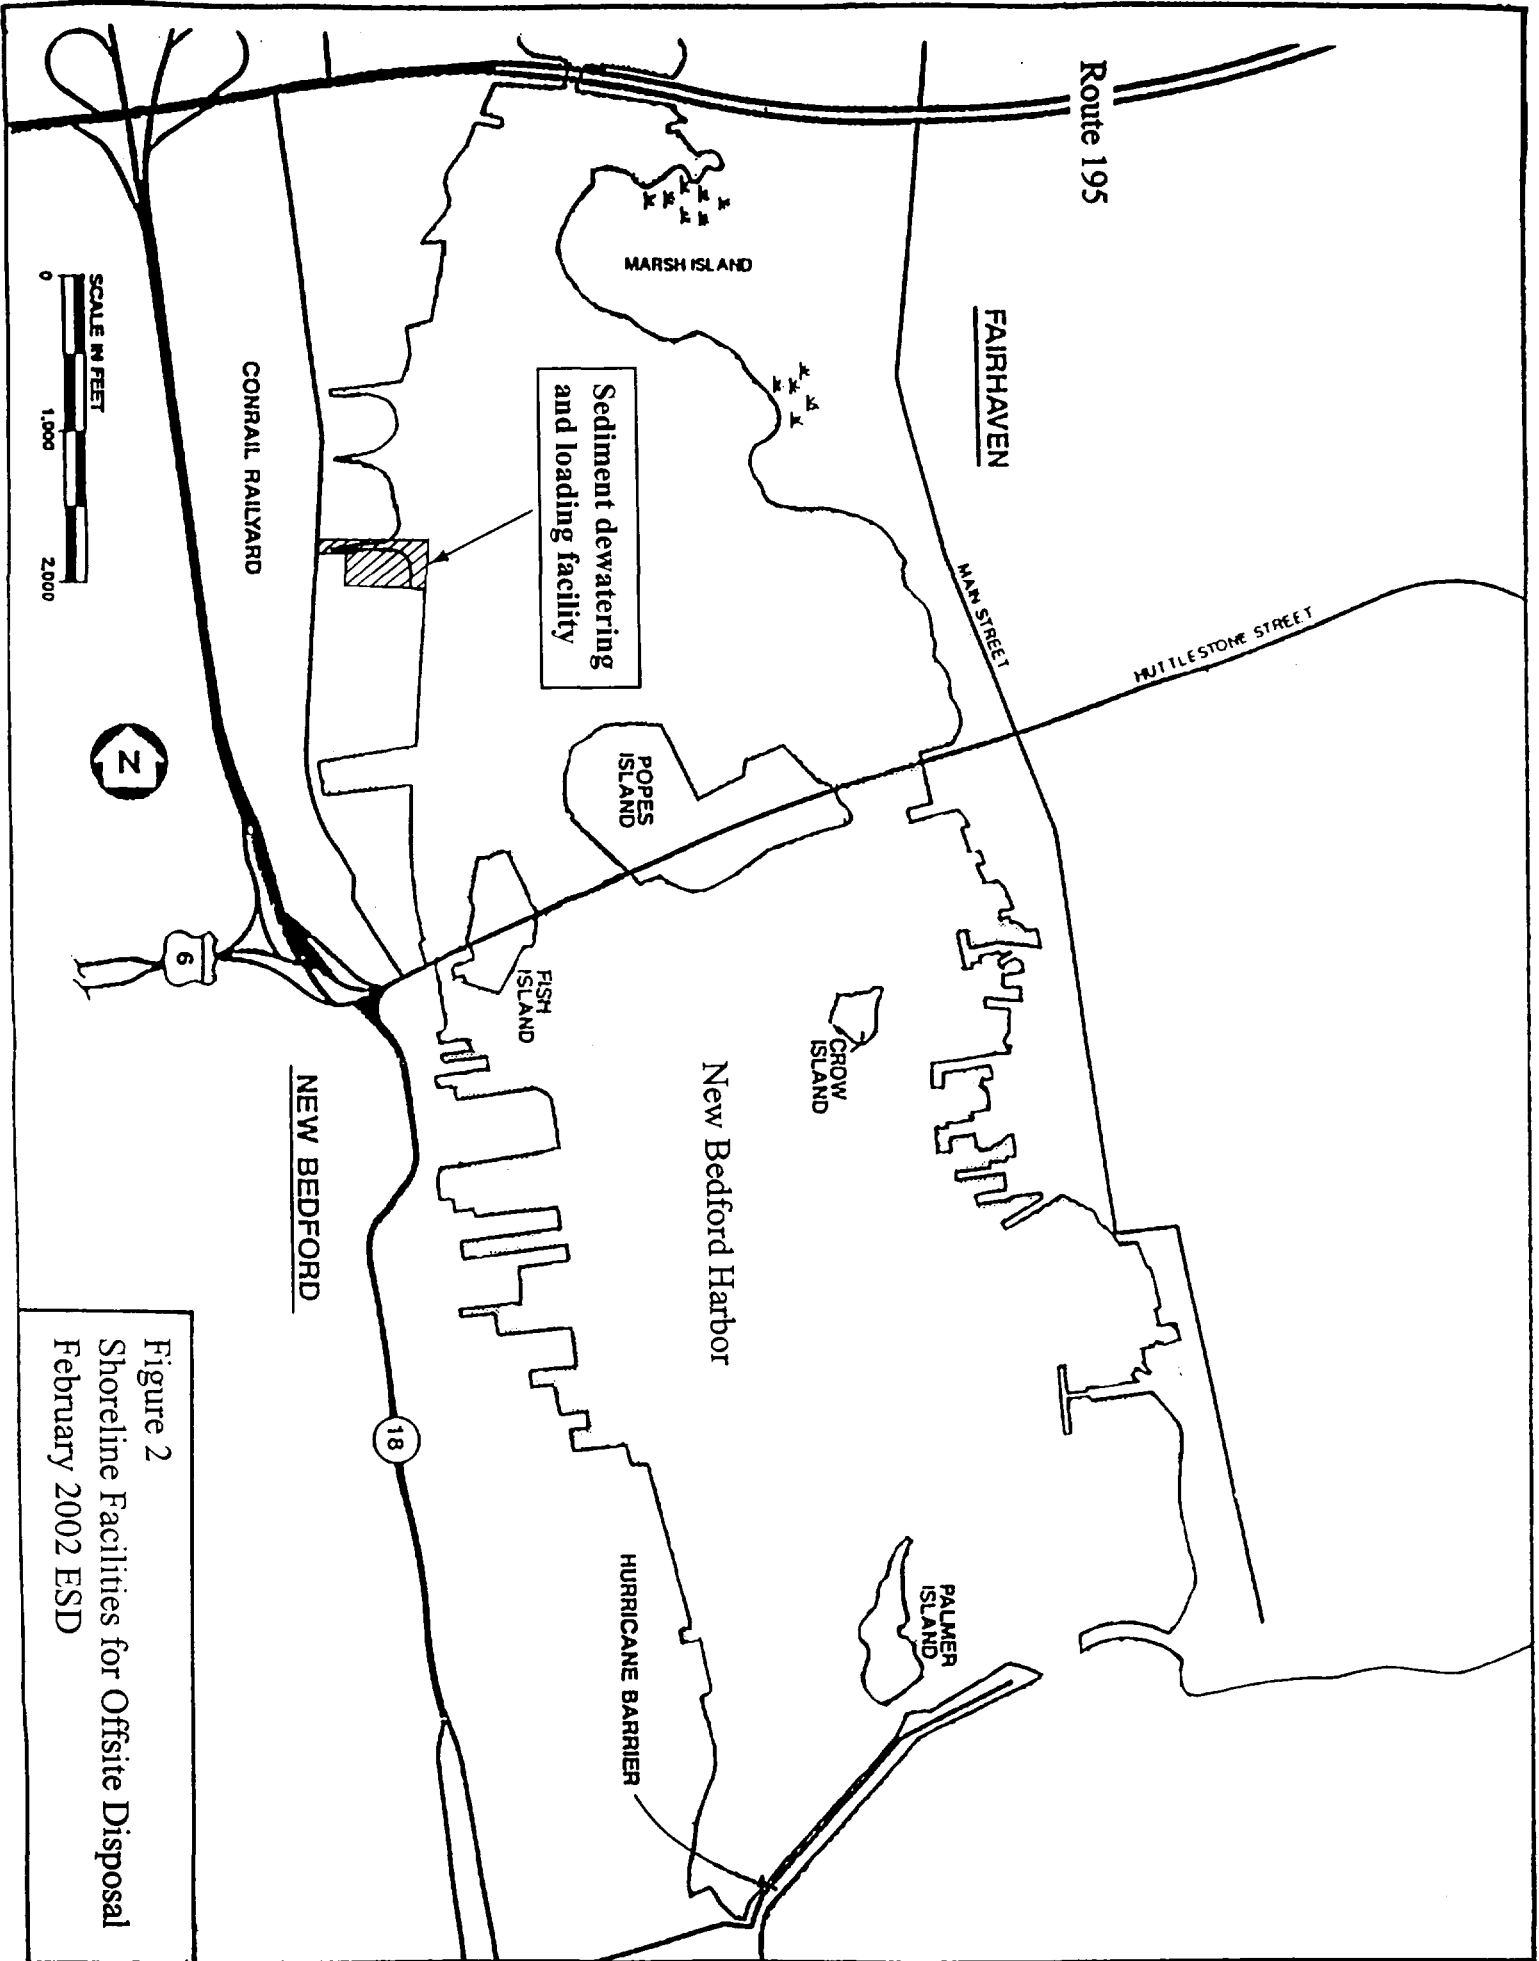 Route 195
FAIRHAVEN
MARSH ISLAND
MAIN STREET
HUTTLESTONE STREET
Sediment dewatering
and loading facility
CONRAIL RAILYARD
SCALE IN FEET
0
1,000
2,000
N
POPES
ISLAND
FISH
ISLAND
6
CROW
ISLAND
New Bedford Harbor
NEW BEDFORD
18
PALMER
ISLAND
HURRICANE BARRIER
Figure 2
Shoreline Facilities for Offsite Disposal
February 2002 ESD